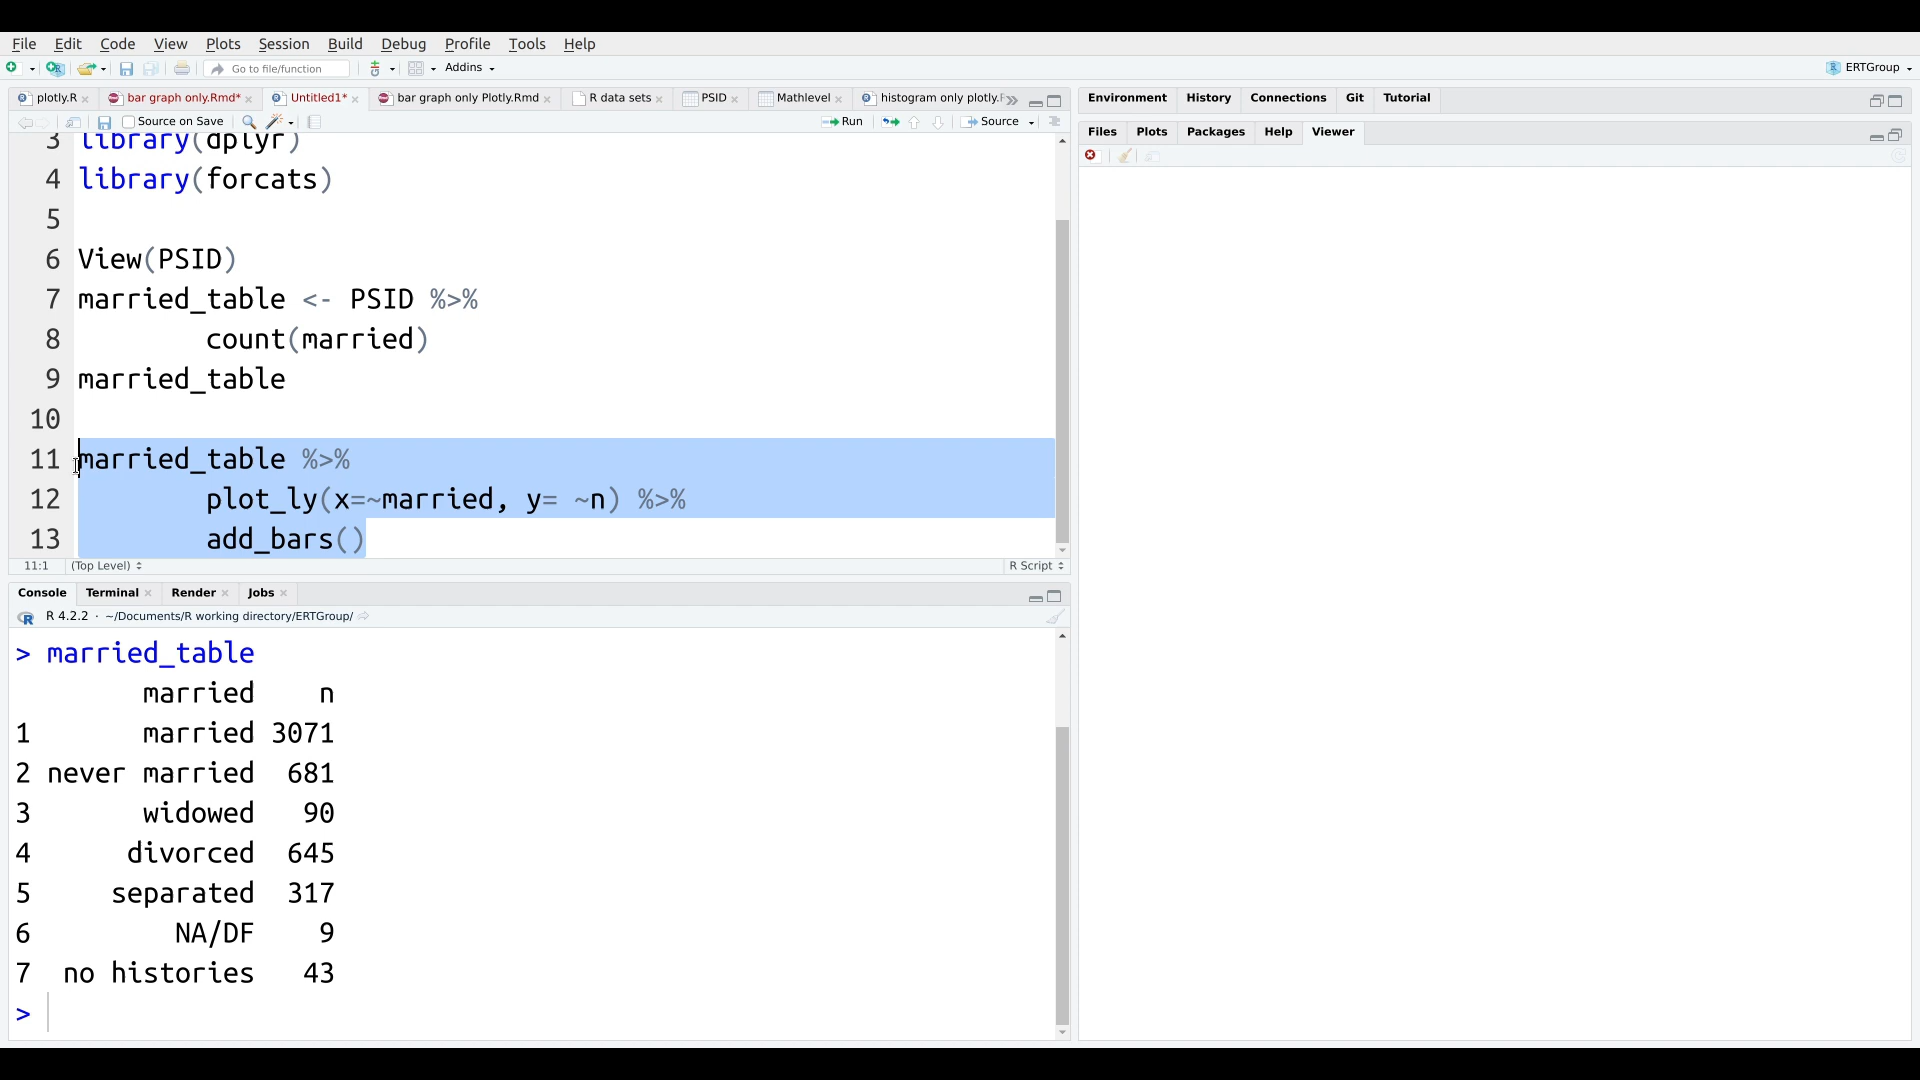 File Edit Code View Plots Session Build Debug Profile Tools Help
Go to file/function Addins ERTGroup
plotly.R bar graph only.Rmd* Untitled1* bar graph only Plotly.Rmd R data sets PSID Mathlevel histogram only plotly.
Source on Save Run Source
3 library(dplyr)
4 library(forcats)
5
6 View(PSID)
7 married_table <- PSID %>%
8 count(married)
9 married_table
10
11 married_table %>%
12 plot_ly(x=~married, y= ~n) %>%
13 add_bars()
11:1 (Top Level) R Script
Console Terminal Render Jobs
R 4.2.2 · ~/Documents/R working directory/ERTGroup/
> married_table
married n
1 married 3071
2 never married 681
3 widowed 90
4 divorced 645
5 separated 317
6 NA/DF 9
7 no histories 43
>
Environment History Connections Git Tutorial
Files Plots Packages Help Viewer